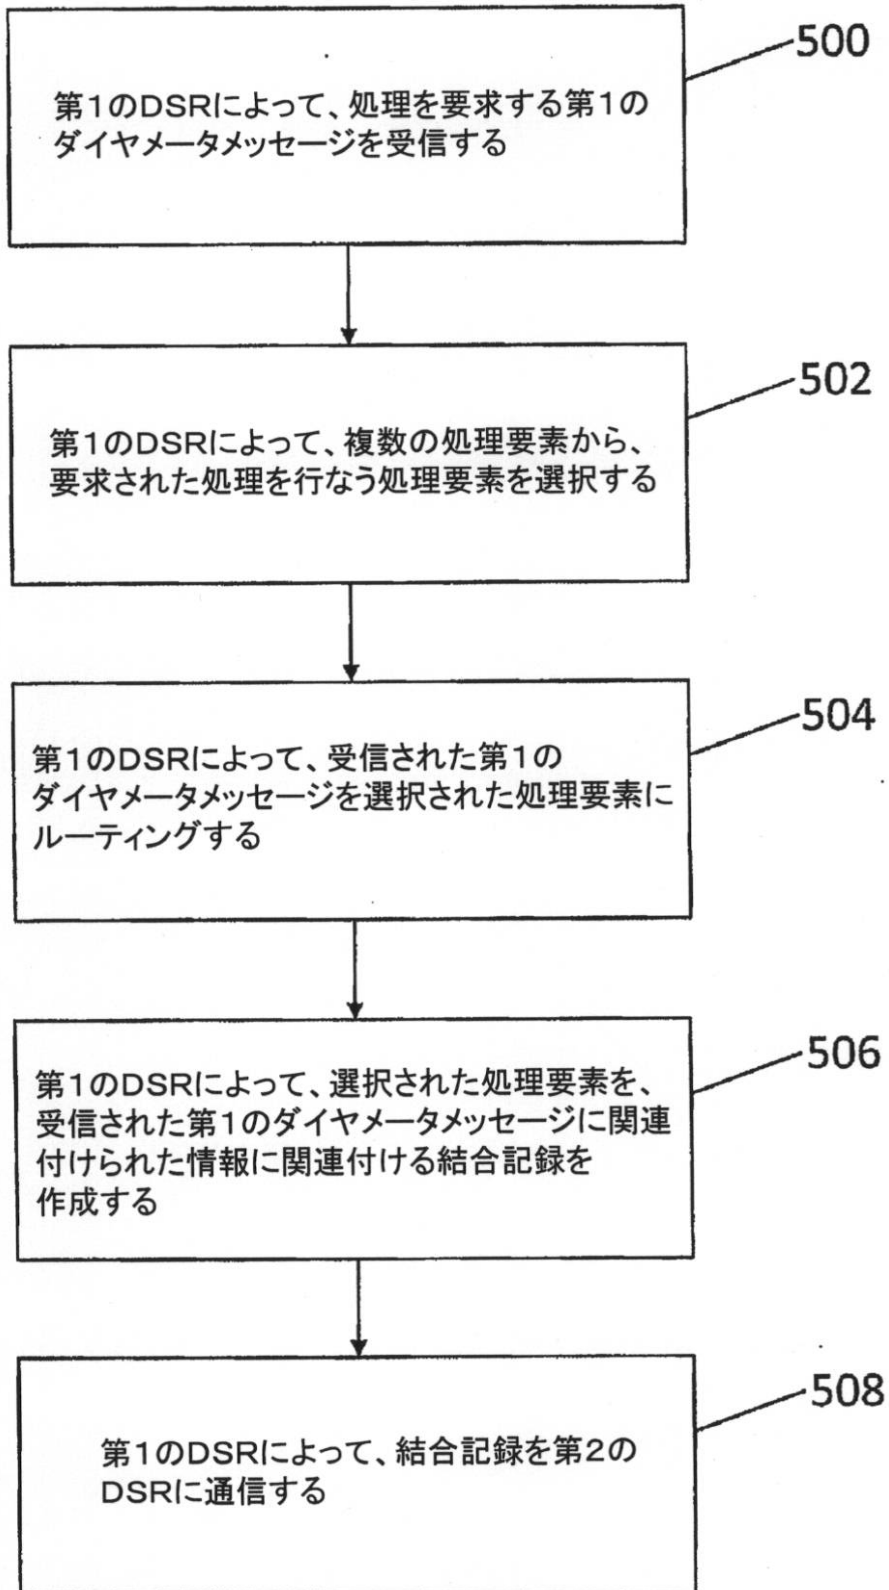 500
第1のDSRによって、処理を要求する第1の
ダイヤメータメッセージを受信する
502
第1のDSRによって、複数の処理要素から、
要求された処理を行なう処理要素を選択する
504
第1のDSRによって、受信された第1の
ダイヤメータメッセージを選択された処理要素に
ルーティングする
506
第1のDSRによって、選択された処理要素を、
受信された第1のダイヤメータメッセージに関連
付けられた情報に関連付ける結合記録を
作成する
508
第1のDSRによって、結合記録を第2の
DSRに通信する